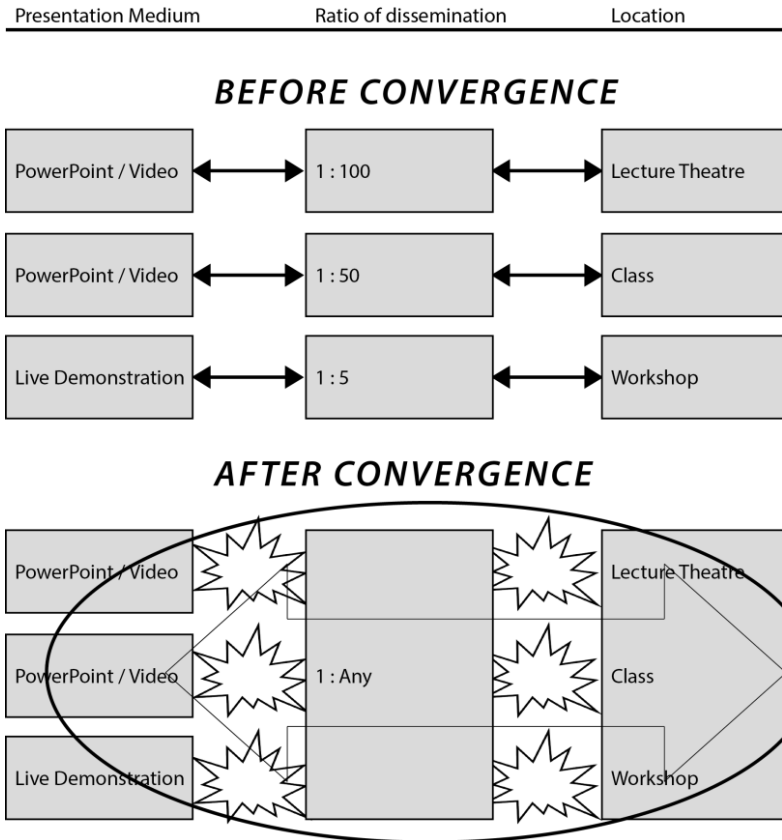 Presentation Medium Ratio of dissemination Location
BEFORE CONVERGENCE
PowerPoint / Video 1 : 100 Lecture Theatre
PowerPoint / Video 1 : 50 Class
Live Demonstration 1 : 5 Workshop
AFTER CONVERGENCE
PowerPoint / Video Lecture Theatre
PowerPoint / Video 1 : Any Class
Live Demonstration Workshop